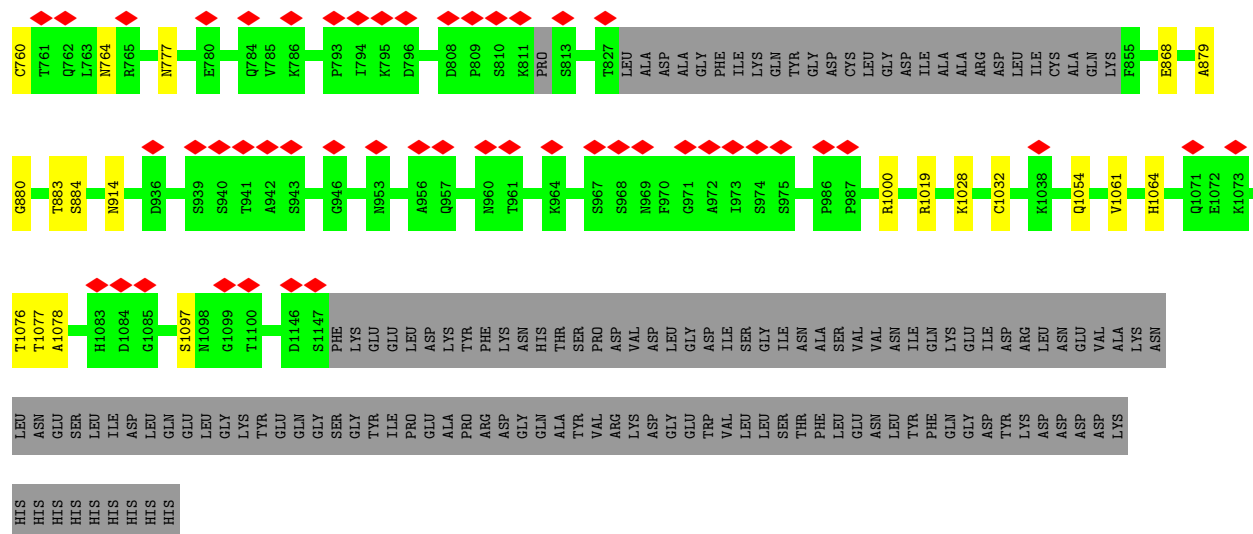 C760 T761 Q762 L763 N764 R765 N777 E780 Q784 V785 K786 P793 I794 K795 D796 D808 P809 S810 K811 PRO S813 T827 LEU ALA ASP ALA GLY PHE ILE LYS GLN TYR GLY ASP CYS LEU GLY ASP ILE ALA ALA ARG ASP LEU ILE CYS ALA GLN LYS F855 E868 A879
G880 T883 S884 N914 D936 S939 S940 T941 A942 S943 G946 N953 A956 Q957 N960 T961 K964 S967 S968 N969 F970 G971 A972 I973 S974 S975 P986 P987 R1000 R1019 K1028 C1032 K1038 Q1054 V1061 H1064 Q1071 E1072 K1073
T1076 T1077 A1078 H1083 D1084 G1085 S1097 N1098 G1099 T1100 D1146 S1147 PHE LYS GLU GLU LEU ASP LYS TYR PHE LYS ASN HIS THR SER PRO ASP VAL ASP LEU GLY ASP ILE SER GLY ILE ASN ALA SER VAL VAL ASN ILE GLN LYS GLU ILE ASP ARG LEU ASN GLU VAL ALA LYS ASN
LEU ASN GLU SER LEU ILE ASP LEU GLN GLU LEU GLY LYS TYR GLU GLN GLY SER GLY TYR ILE PRO GLU ALA PRO ARG ASP GLY GLN ALA TYR VAL ARG LYS ASP GLY GLU TRP VAL LEU LEU SER THR PHE LEU GLU ASN LEU TYR PHE GLN GLY ASP TYR LYS ASP ASP ASP ASP LYS
HIS HIS HIS HIS HIS HIS HIS HIS